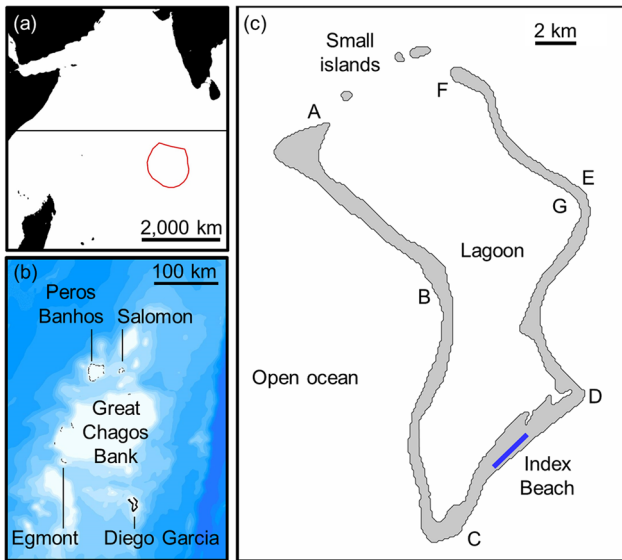 (a)
2,000 km
(b)
100 km
Peros
Banhos
Salomon
Great
Chagos
Bank
Egmont
Diego Garcia
(c)
2 km
Small
islands
F
A
E
G
Lagoon
B
Open ocean
D
Index
Beach
C